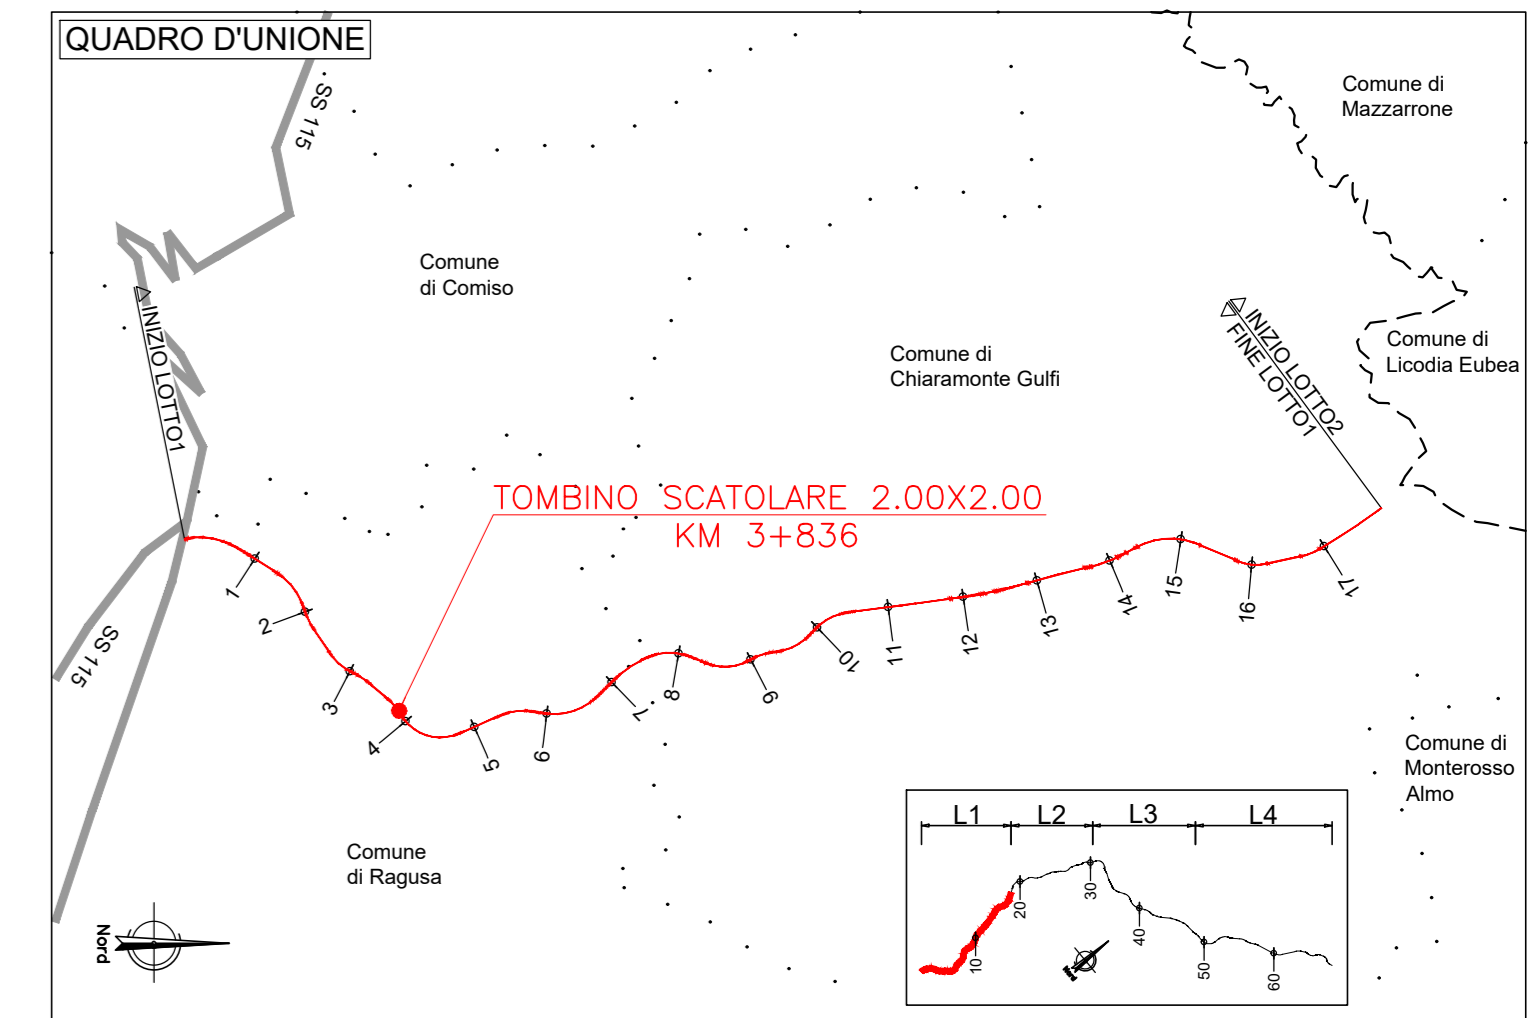 QUADRO D'UNIONE
SS 115
Comune di
Mazzarrone
Comune
di Comiso
INIZIO LOTTO1
INIZIO LOTTO2
FINE LOTTO1
Comune di
Licodia Eubea
Comune di
Chiaramonte Gulfi
TOMBINO SCATOLARE 2.00X2.00
KM 3+836
1
2
3
4
5
6
7
8
9
10
11
12
13
14
15
16
17
SS 115
Comune di
Monterosso
Almo
Comune
di Ragusa
Nord
L1
L2
L3
L4
10
20
30
40
50
60
Nord